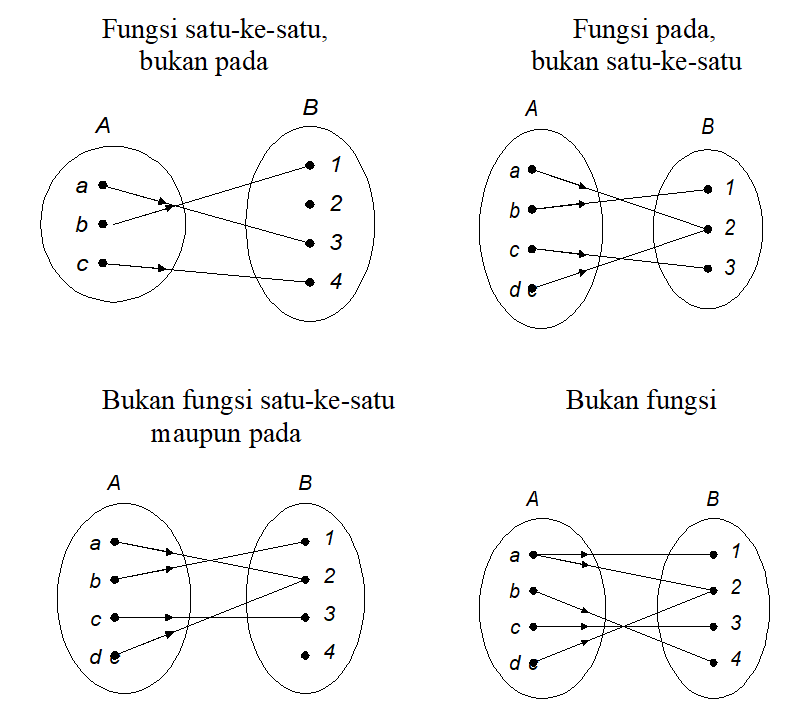 Fungsi satu-ke-satu,
bukan pada
A
B
a
b
c
1
2
3
4
Fungsi pada,
bukan satu-ke-satu
A
B
a
b
c
d c
1
2
3
Bukan fungsi satu-ke-satu
maupun pada
A
B
a
b
c
d c
1
2
3
4
Bukan fungsi
A
B
a
b
c
d c
1
2
3
4